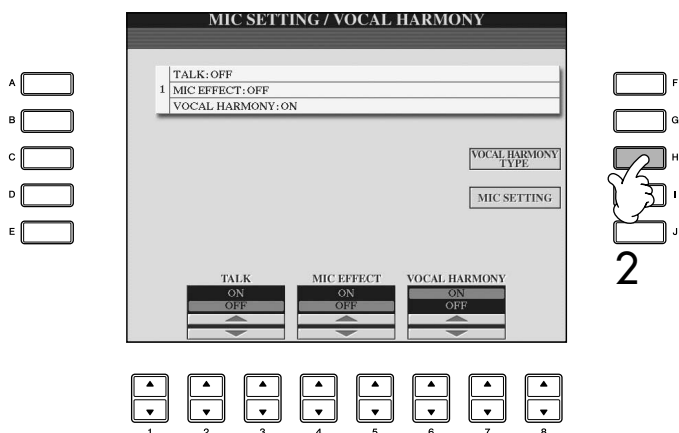 MIC SETTING / VOCAL HARMONY
TALK:OFF
1 MIC EFFECT:OFF
VOCAL HARMONY:ON
A
B
C
D
E
F
G
H
I
J
VOCAL HARMONY
TYPE
MIC SETTING
2
TALK
ON
OFF
MIC EFFECT
ON
OFF
VOCAL HARMONY
ON
OFF
1 2 3 4 5 6 7 8